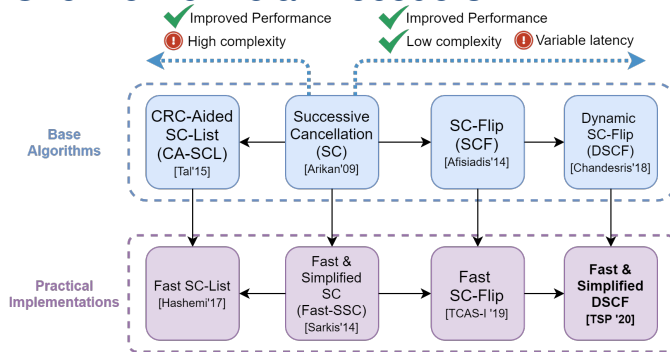 Improved Performance
High complexity
Improved Performance
Low complexity
Variable latency
Base
Algorithms
CRC-Aided
SC-List
(CA-SCL)
[Tal'15]
Successive
Cancellation
(SC)
[Arikan'09]
SC-Flip
(SCF)
[Afisiadis'14]
Dynamic
SC-Flip
(DSCF)
[Chandesris'18]
Practical
Implementations
Fast SC-List
[Hashemi'17]
Fast &
Simplified
SC
(Fast-SSC)
[Sarkis'14]
Fast
SC-Flip
[TCAS-I '19]
Fast &
Simplified
DSCF
[TSP '20]